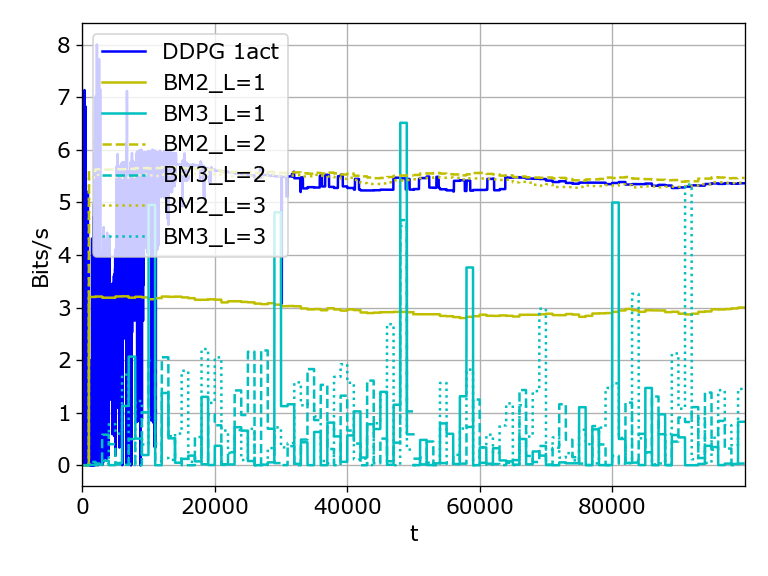 8
7
6
5
4
3
2
1
0
Bits/s
DDPG 1act
BM2_L=1
BM3_L=1
BM2_L=2
BM3_L=2
BM2_L=3
BM3_L=3
0 20000 40000 60000 80000
t